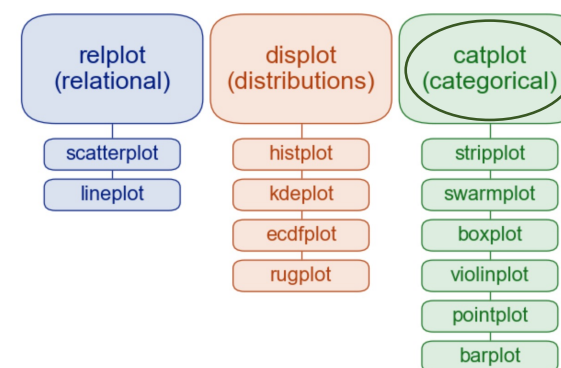 relplot
(relational)
scatterplot
lineplot
displot
(distributions)
histplot
kdeplot
ecdfplot
rugplot
catplot
(categorical)
stripplot
swarmplot
boxplot
violinplot
pointplot
barplot